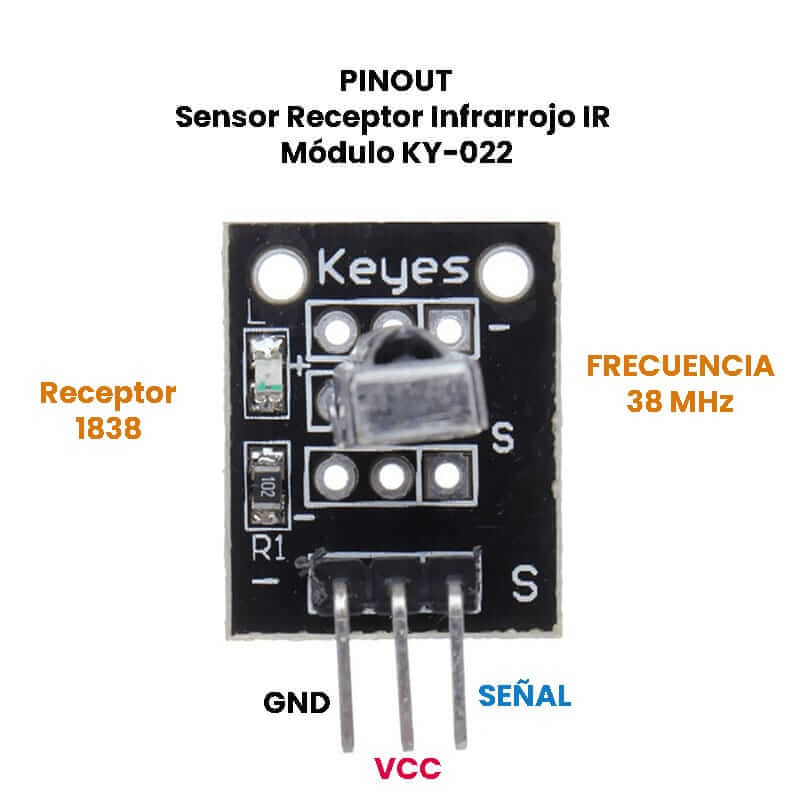 PINOUT
Sensor Receptor Infrarrojo IR
Módulo KY-022
Keyes
L
-
+
Receptor
1838
FRECUENCIA
38 MHz
S
102
-
R1
-
S
GND
SEÑAL
VCC